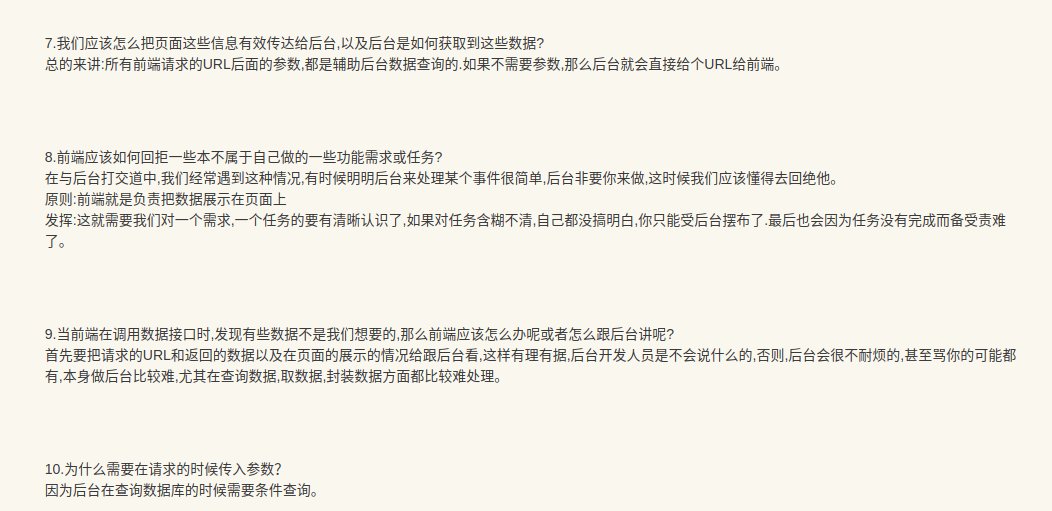 7.我们应该怎么把页面这些信息有效传达给后台,以及后台是如何获取到这些数据?
总的来讲:所有前端请求的URL后面的参数,都是辅助后台数据查询的.如果不需要参数,那么后台就会直接给个URL给前端。
8.前端应该如何回拒一些本不属于自己做的一些功能需求或任务?
在与后台打交道中,我们经常遇到这种情况,有时候明明后台来处理某个事件很简单,后台非要你来做,这时候我们应该懂得去回绝他。
原则:前端就是负责把数据展示在页面上
发挥:这就需要我们对一个需求,一个任务的要有清晰认识了,如果对任务含糊不清,自己都没搞明白,你只能受后台摆布了.最后也会因为任务没有完成而备受责难
了。
9.当前端在调用数据接口时,发现有些数据不是我们想要的,那么前端应该怎么办呢或者怎么跟后台讲呢?
首先要把请求的URL和返回的数据以及在页面的展示的情况给跟后台看,这样有理有据,后台开发人员是不会说什么的,否则,后台会很不耐烦的,甚至骂你的可能都
有,本身做后台比较难,尤其在查询数据,取数据,封装数据方面都比较难处理。
10.为什么需要在请求的时候传入参数?
因为后台在查询数据库的时候需要条件查询。